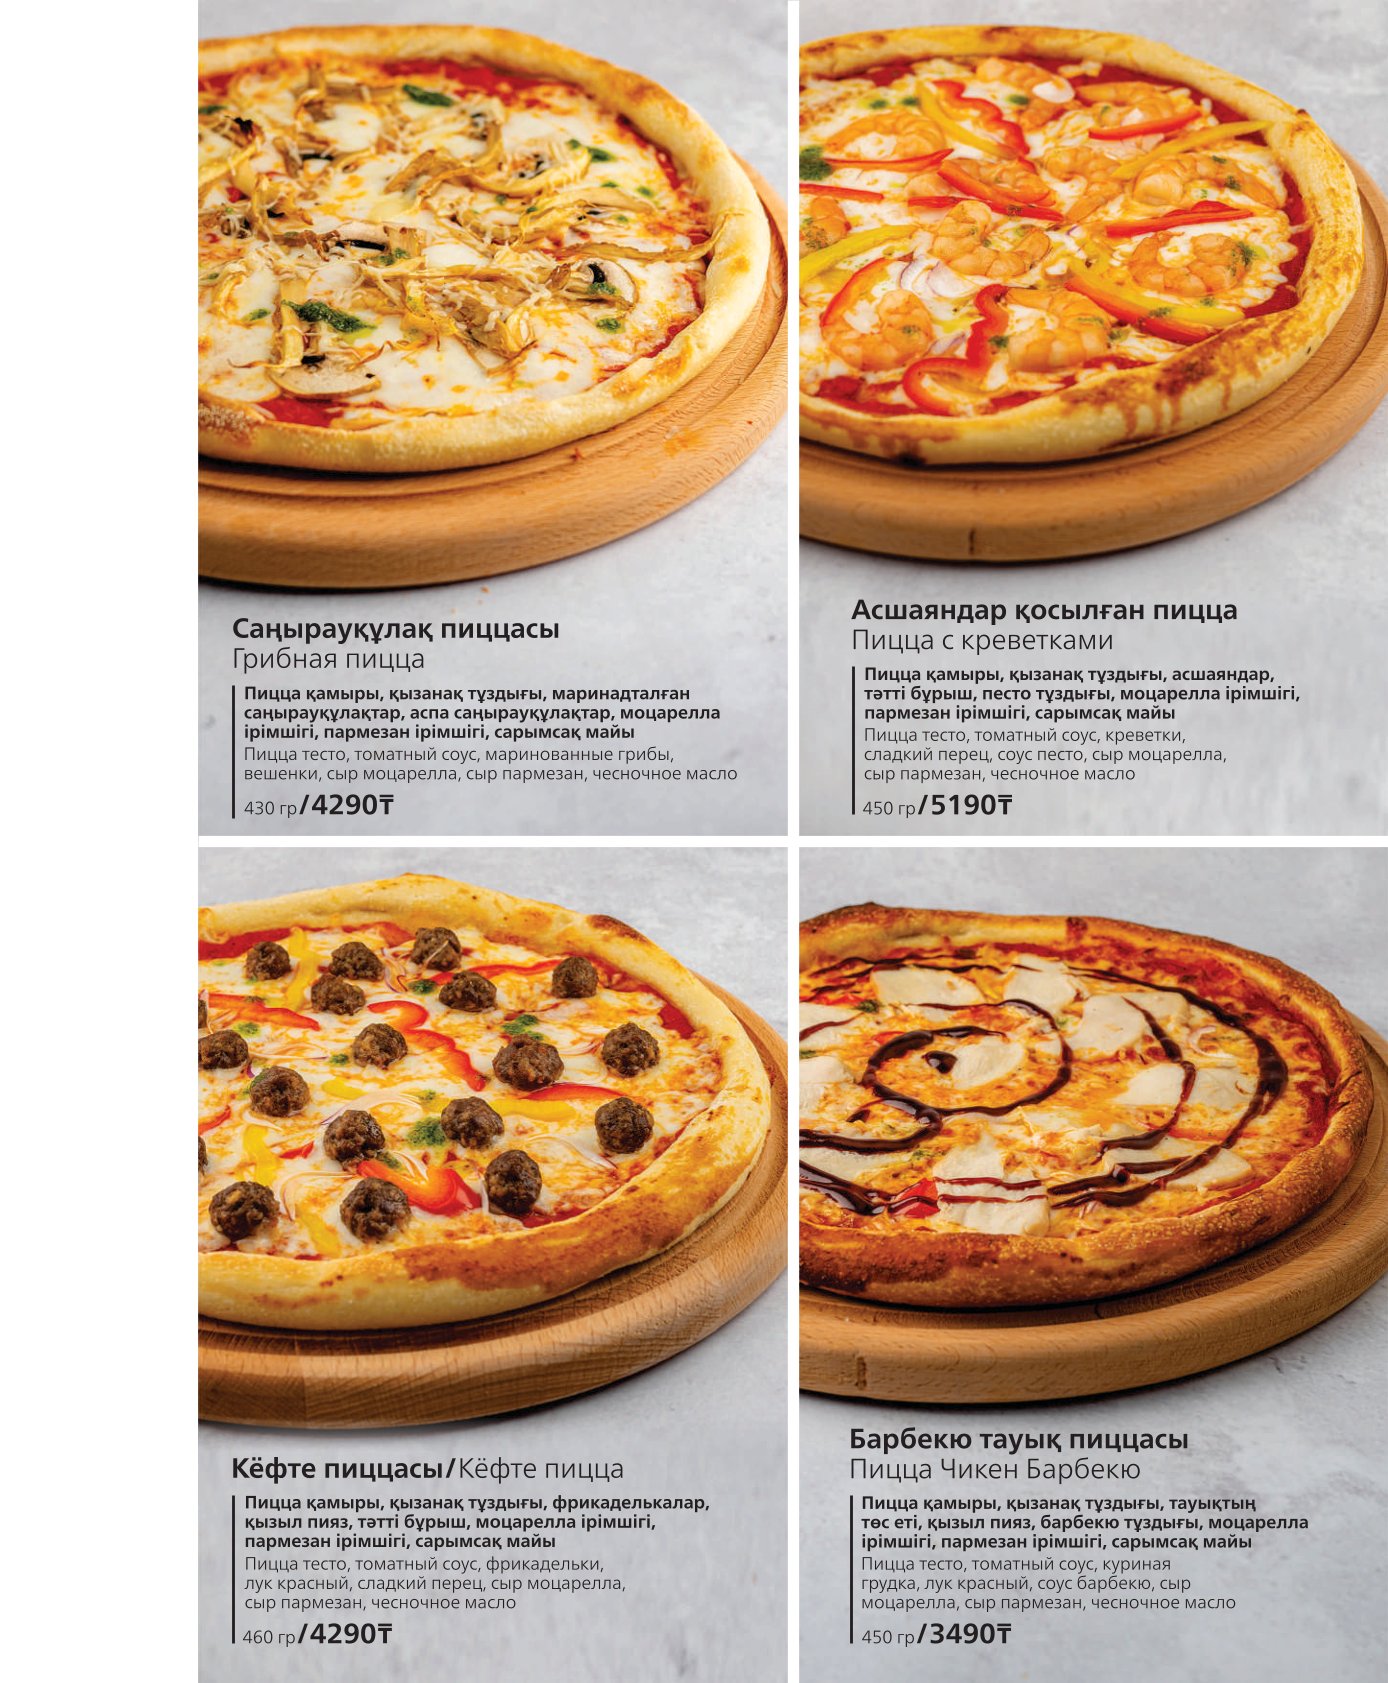 Саңырауқұлақ пиццасы
Грибная пицца
Пицца қамыры, қызанақ тұздығы, маринадталған
саңырауқұлақтар, аспа саңырауқұлақтар, моцарелла
ірімшігі, пармезан ірімшігі, сарымсақ майы
Пицца тесто, томатный соус, маринованные грибы,
вешенки, сыр моцарелла, сыр пармезан, чесночное масло
430 гр/4290₸
Асшаяндар қосылған пицца
Пицца с креветками
Пицца қамыры, қызанақ тұздығы, асшаяндар,
тәтті бұрыш, песто тұздығы, моцарелла ірімшігі,
пармезан ірімшігі, сарымсақ майы
Пицца тесто, томатный соус, креветки,
сладкий перец, соус песто, сыр моцарелла,
сыр пармезан, чесночное масло
450 гр/5190₸
Кёфте пиццасы/Кёфте пицца
Пицца қамыры, қызанақ тұздығы, фрикаделькалар,
қызыл пияз, тәтті бұрыш, моцарелла ірімшігі,
пармезан ірімшігі, сарымсақ майы
Пицца тесто, томатный соус, фрикадельки,
лук красный, сладкий перец, сыр моцарелла,
сыр пармезан, чесночное масло
460 гр/4290₸
Барбекю тауық пиццасы
Пицца Чикен Барбекю
Пицца қамыры, қызанақ тұздығы, тауықтың
төс еті, қызыл пияз, барбекю тұздығы, моцарелла
ірімшігі, пармезан ірімшігі, сарымсақ майы
Пицца тесто, томатный соус, куриная
грудка, лук красный, соус барбекю, сыр
моцарелла, сыр пармезан, чесночное масло
450 гр/3490₸